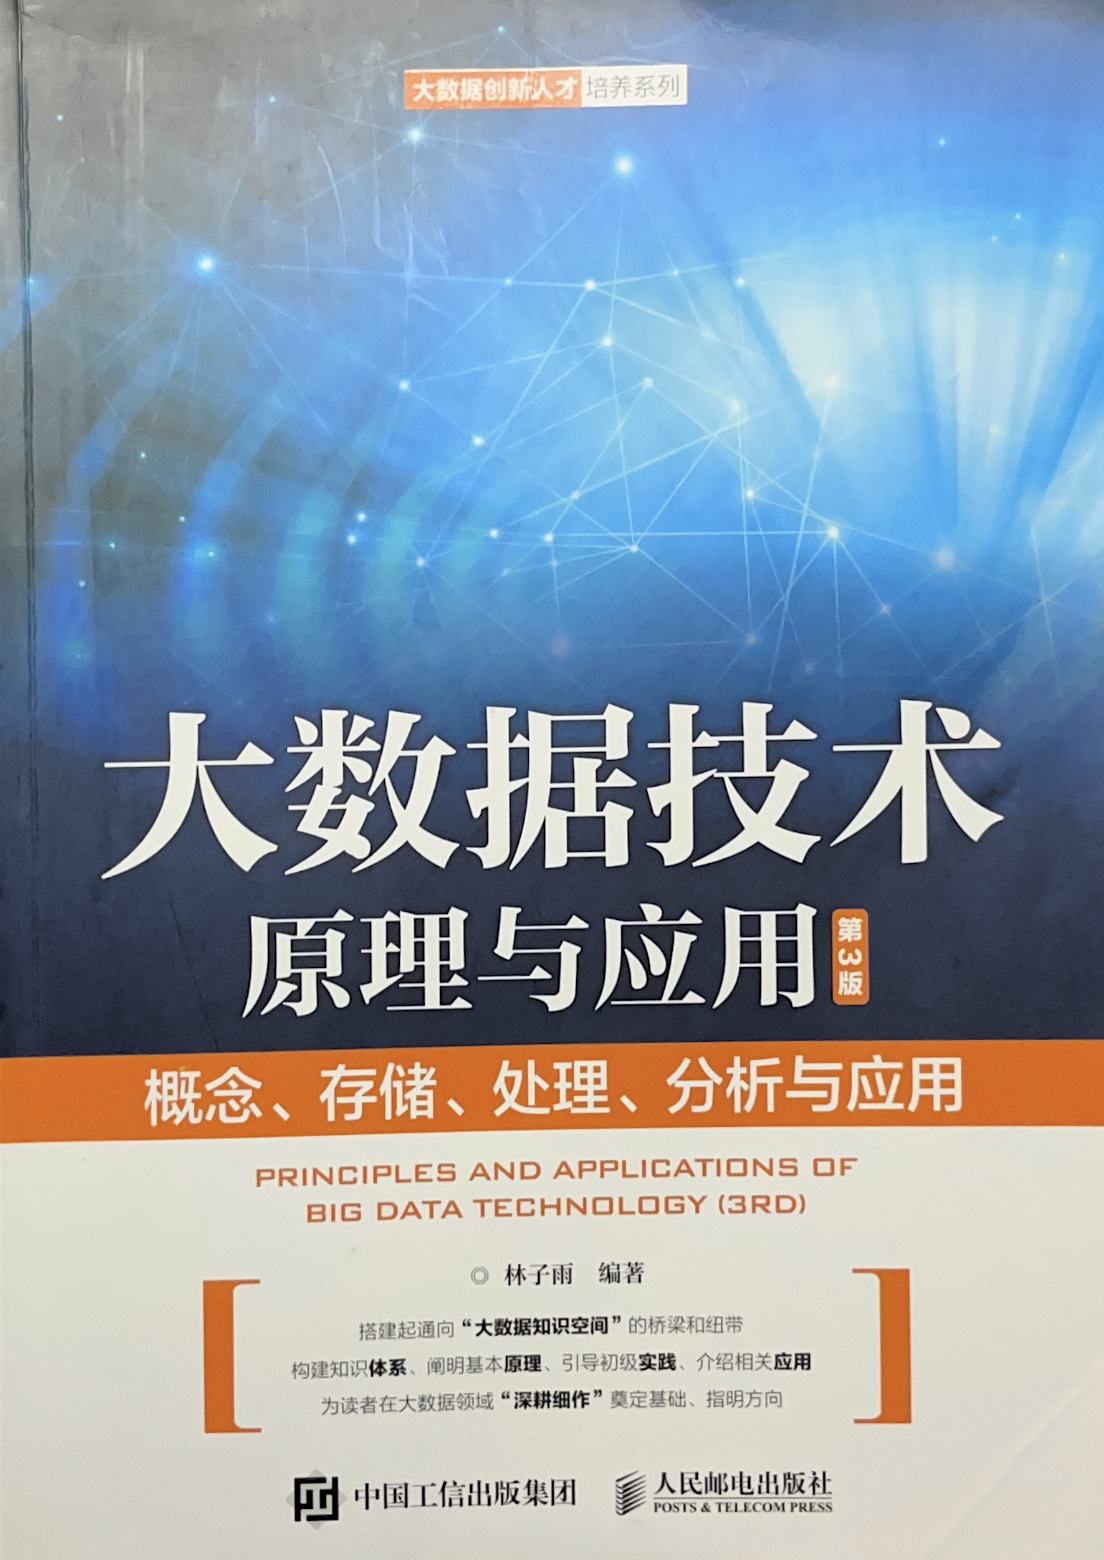 大数据创新人才 培养系列
大数据技术
原理与应用 第3版
概念、存储、处理、分析与应用
PRINCIPLES AND APPLICATIONS OF
BIG DATA TECHNOLOGY (3RD)
◎ 林子雨 编著
搭建起通向“大数据知识空间”的桥梁和纽带
构建知识体系、阐明基本原理、引导初级实践、介绍相关应用
为读者在大数据领域“深耕细作”奠定基础、指明方向
中国工信出版集团 人民邮电出版社
POSTS & TELECOM PRESS